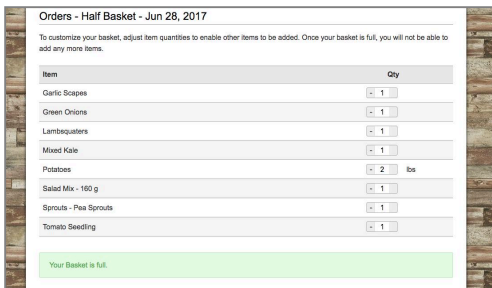 Orders - Half Basket - Jun 28, 2017
To customize your basket, adjust item quantities to enable other items to be added. Once your basket is full, you will not be able to
add any more items.
Item Qty
Garlic Scapes - 1
Green Onions - 1
Lambsquaters - 1
Mixed Kale - 1
Potatoes - 2 lbs
Salad Mix - 160 g - 1
Sprouts - Pea Sprouts - 1
Tomato Seedling - 1
Your Basket is full.